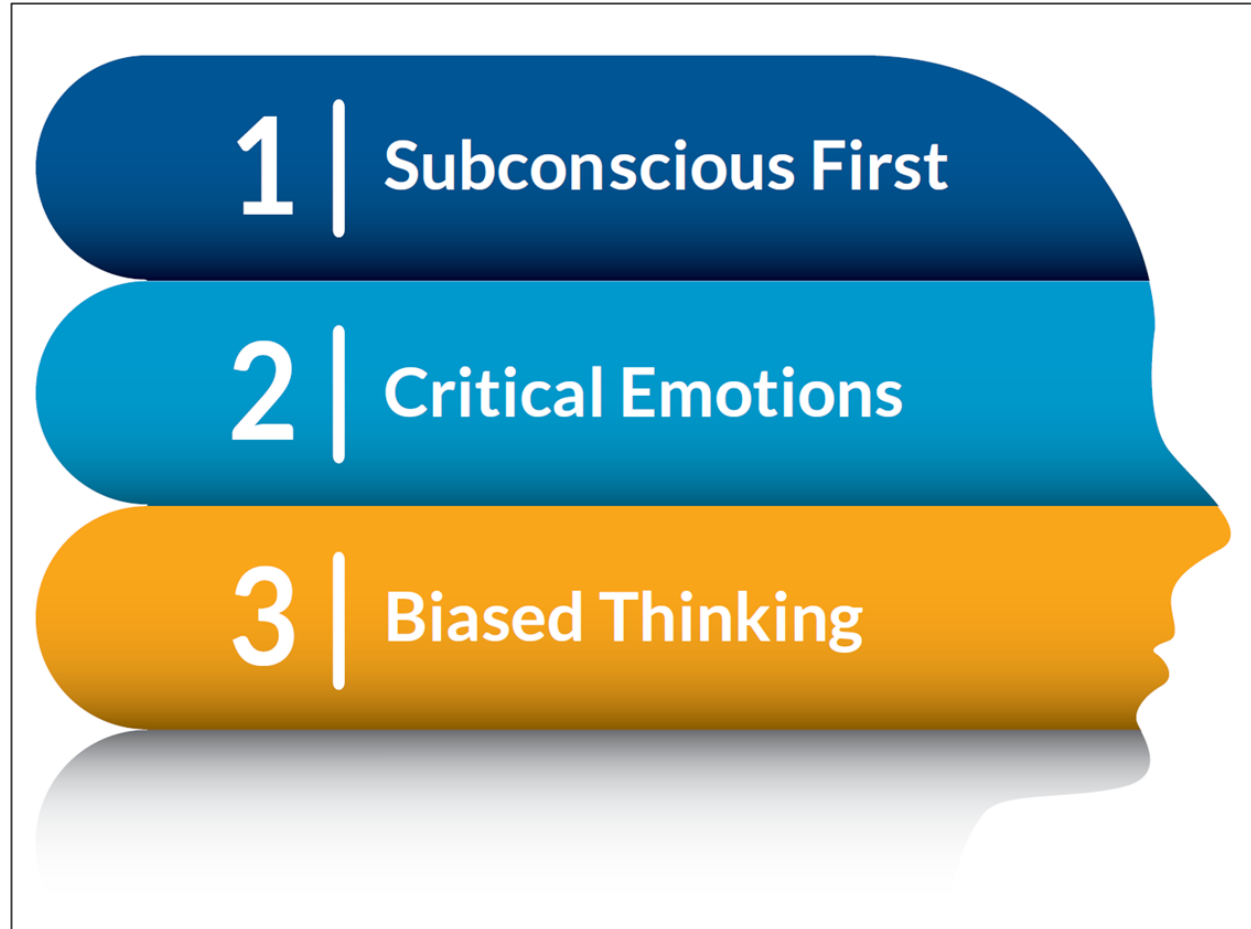 1 | Subconscious First
2 | Critical Emotions
3 | Biased Thinking